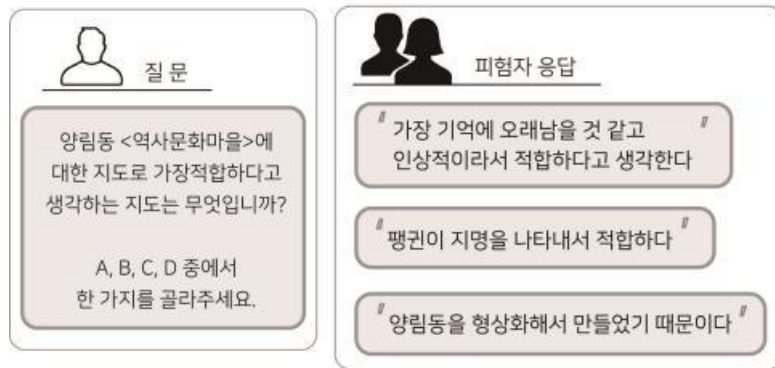 질 문
양림동 <역사문화마을>에
대한 지도로 가장적합하다고
생각하는 지도는 무엇입니까?
A, B, C, D 중에서
한 가지를 골라주세요.
피험자 응답
" 가장 기억에 오래남을 것 같고 "
인상적이라서 적합하다고 생각한다
" 팽귄이 지명을 나타내서 적합하다 "
" 양림동을 형상화해서 만들었기 때문이다 "